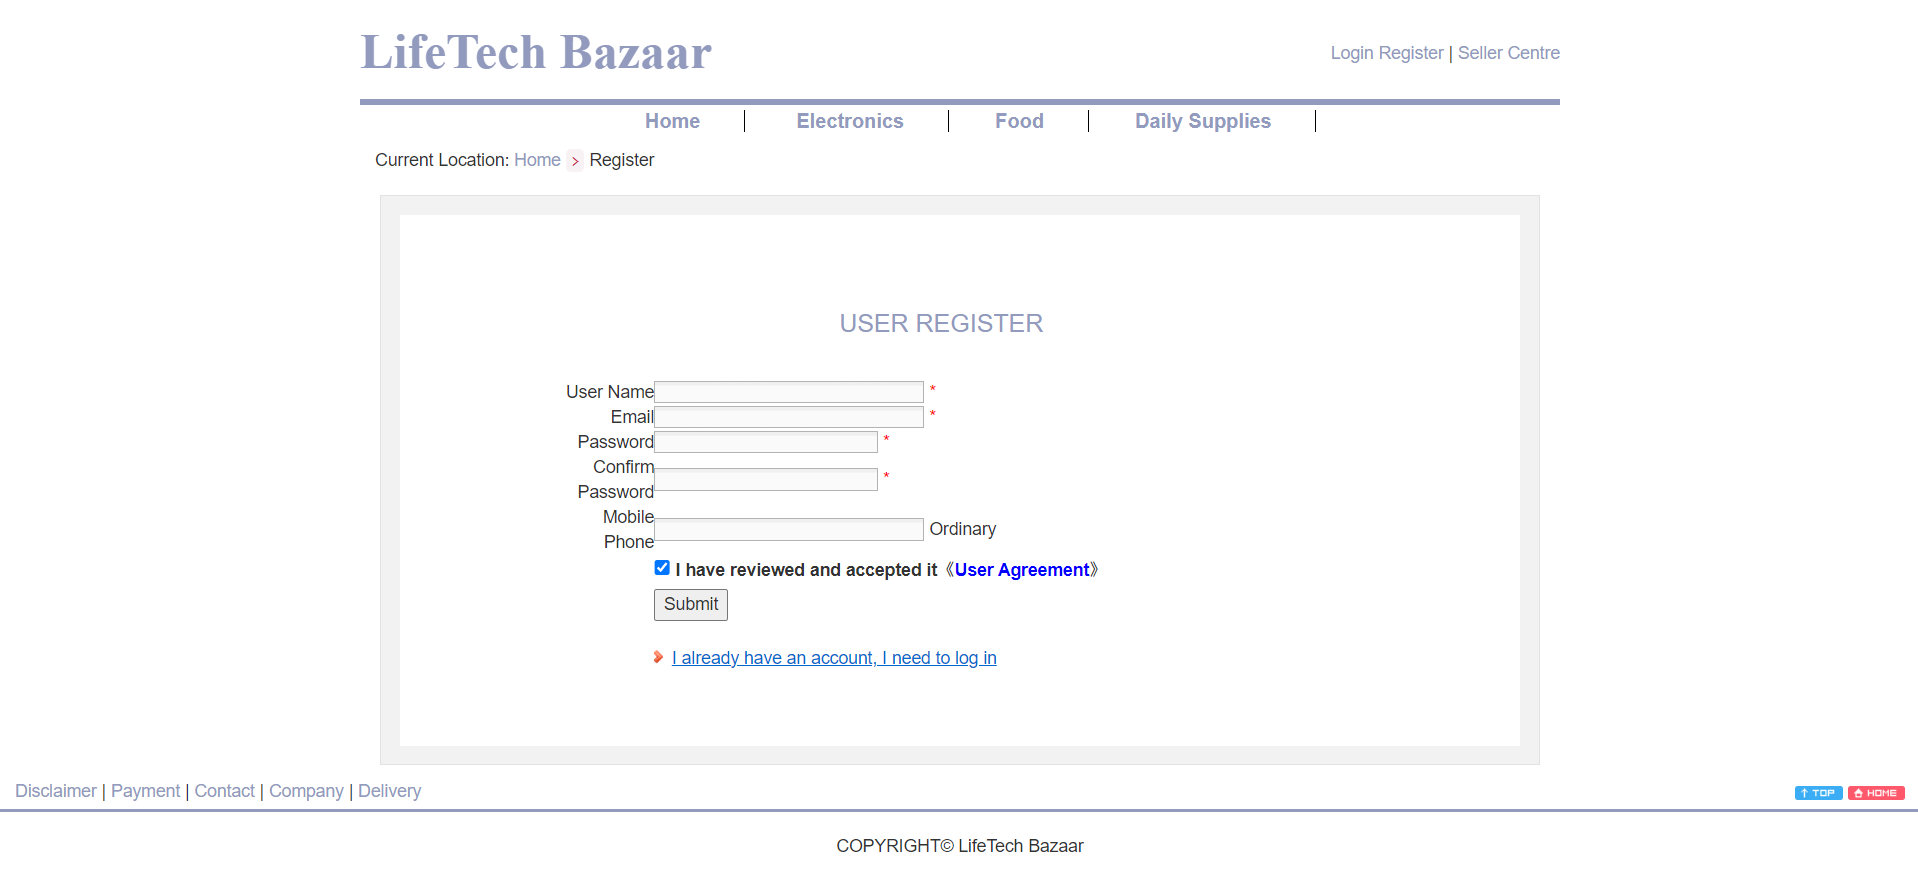 LifeTech Bazaar
Login Register | Seller Centre
Home
Electronics
Food
Daily Supplies
Current Location: Home > Register
USER REGISTER
User Name *
Email *
Password *
Confirm Password *
Mobile Phone Ordinary
I have reviewed and accepted it《User Agreement》
Submit
I already have an account, I need to log in
Disclaimer | Payment | Contact | Company | Delivery
TOP HOME
COPYRIGHT© LifeTech Bazaar